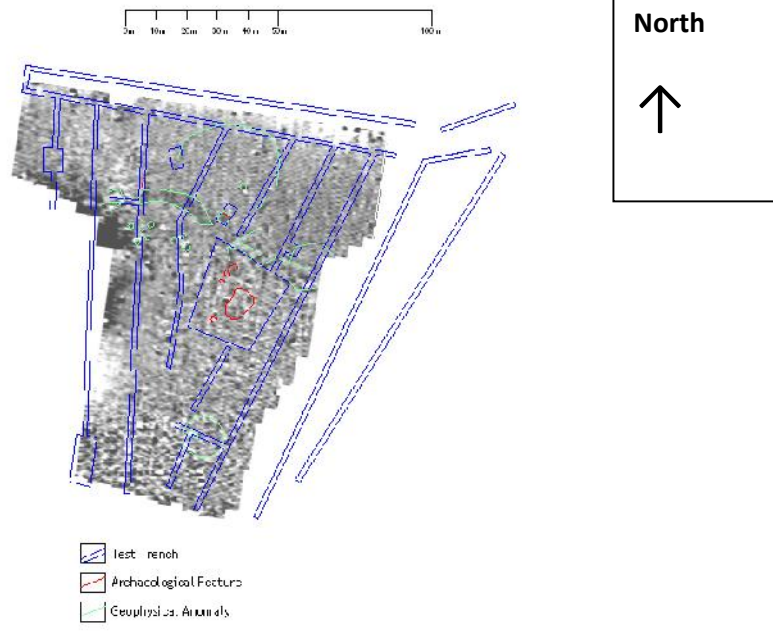 0m 10m 20m 30m 40m 50m 100m
North
Test Trench
Archaeological Feature
Geophysical Anomaly